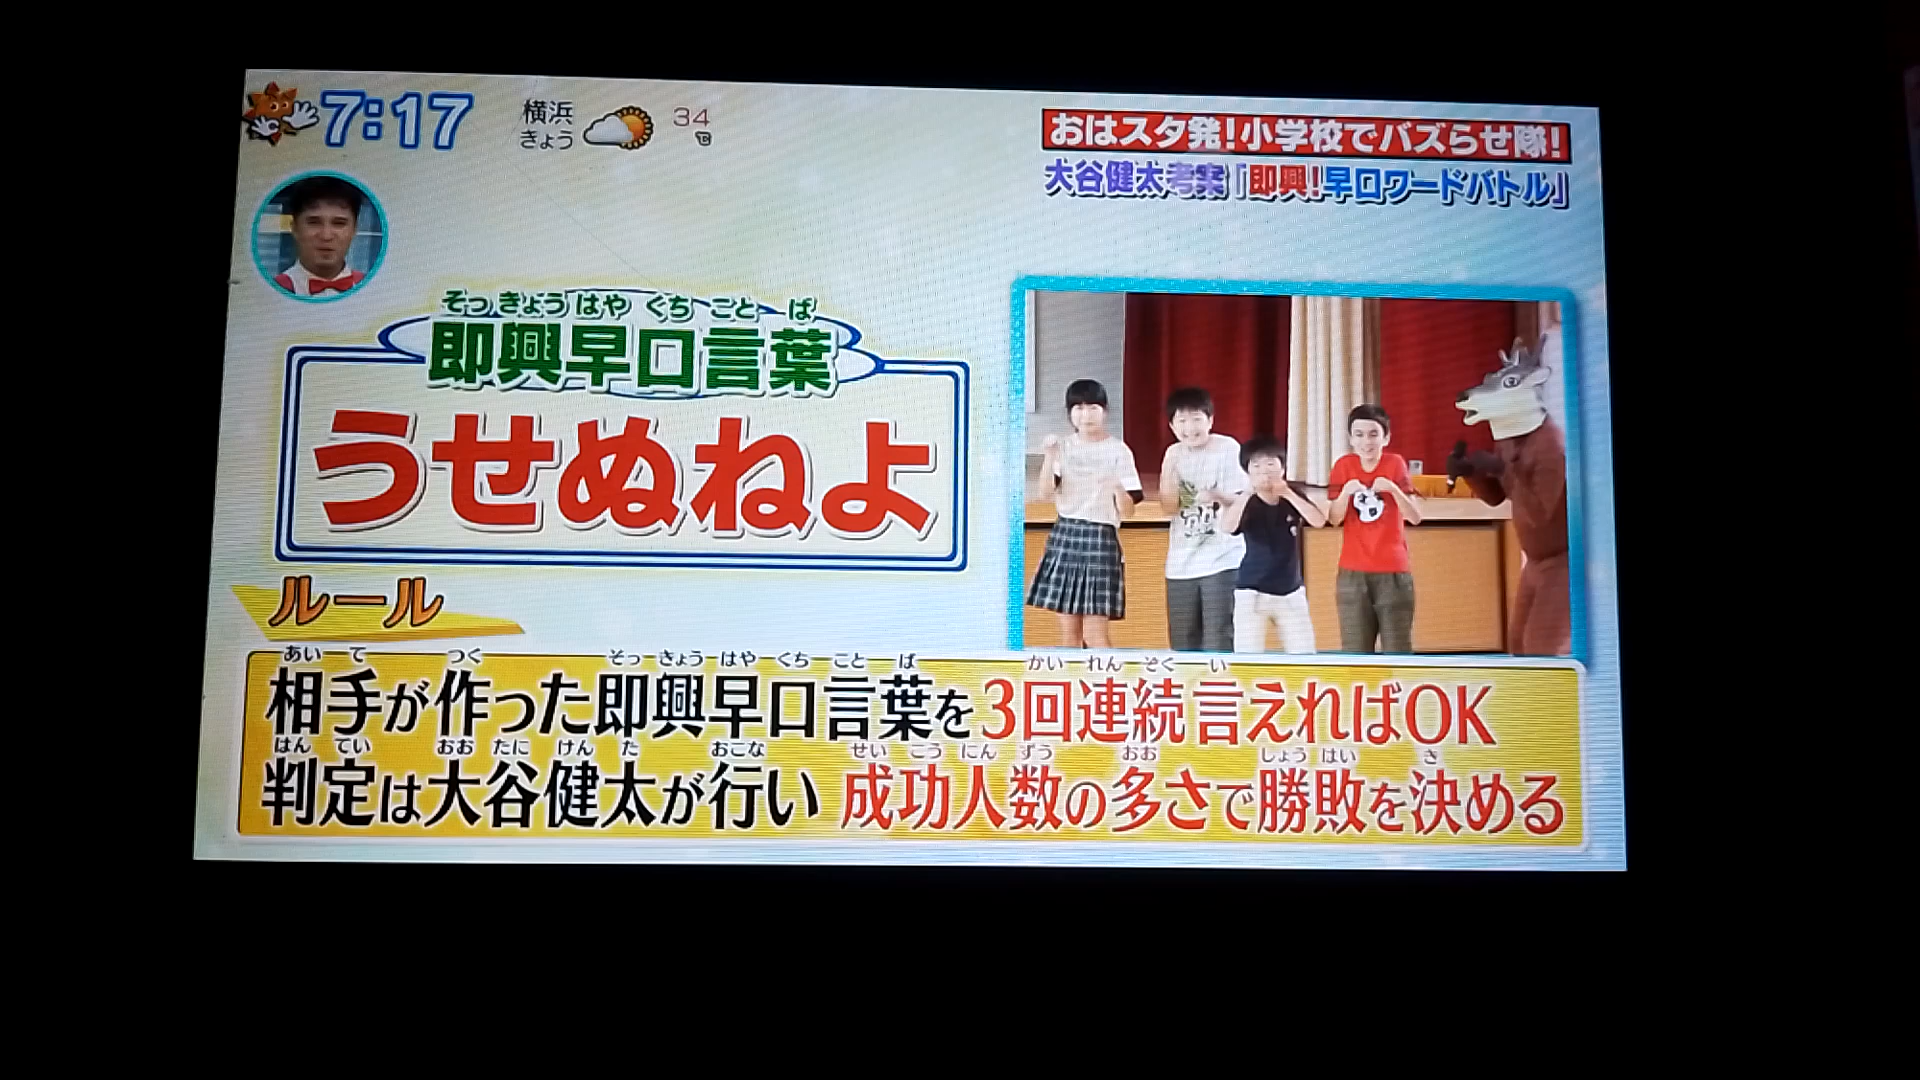 7:17
横浜
きょう
34
おはスタ発!小学校でバズらせ隊!
大谷健太考案「即興!早口ワードバトル」
そっきょうはやぐちことば
即興早口言葉
うせぬねよ
ルール
あいて つく そっきょうはやくちことば かいれんぞくい
相手が作った即興早口言葉を3回連続言えればOK
はんてい おおたにけんた おこな せいこうにんずう おお しょうはい き
判定は大谷健太が行い 成功人数の多さで勝敗を決める